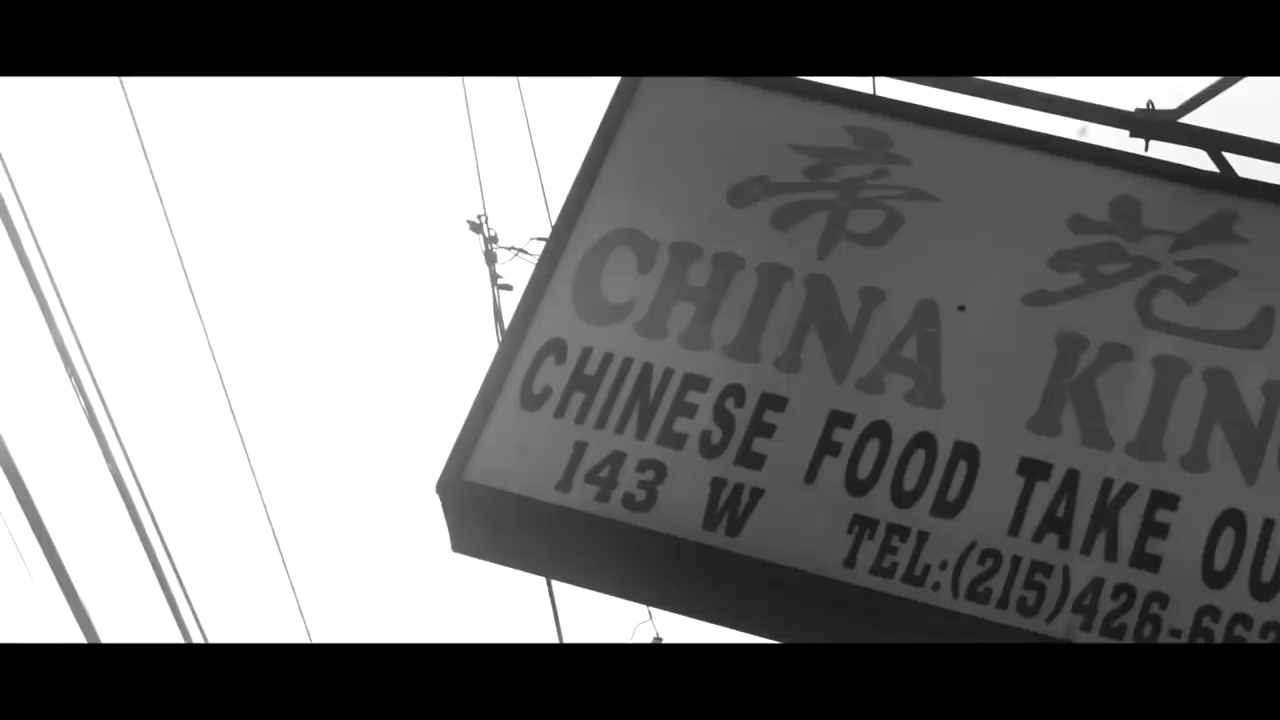 帝 苑
CHINA KIN
CHINESE FOOD TAKE OU
143 W
TEL:(215)426-66